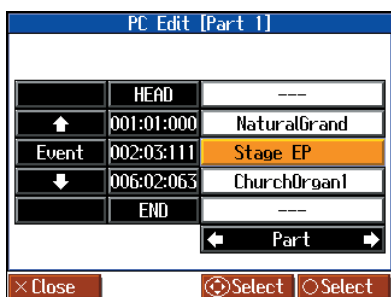 PC Edit [Part 1]
HEAD ---
001:01:000 NaturalGrand
Event 002:03:111 Stage EP
006:02:063 ChurchOrgan1
END ---
Part
×Close Select ○Select